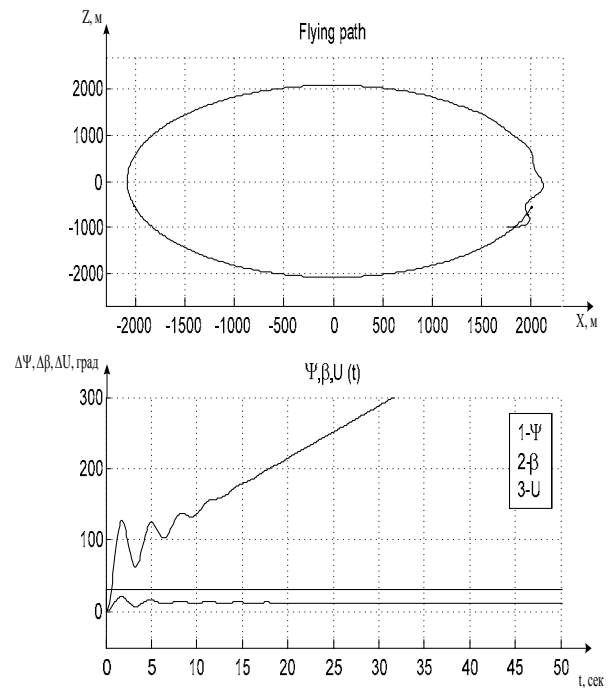 Z, м
Flying path
2000
1000
0
-1000
-2000
-2000 -1500 -1000 -500 0 500 1000 1500 2000
X, м
ΔΨ, Δβ, ΔU, град
Ψ,β,U (t)
300
200
100
0
1-Ψ
2-β
3-U
0 5 10 15 20 25 30 35 40 45 50
t, сек